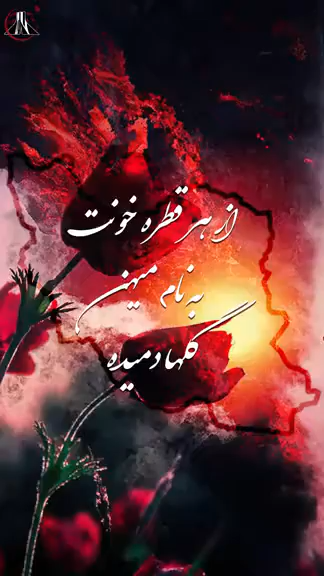 از هر قطره خونت
به نام میهن
گلها دمیده